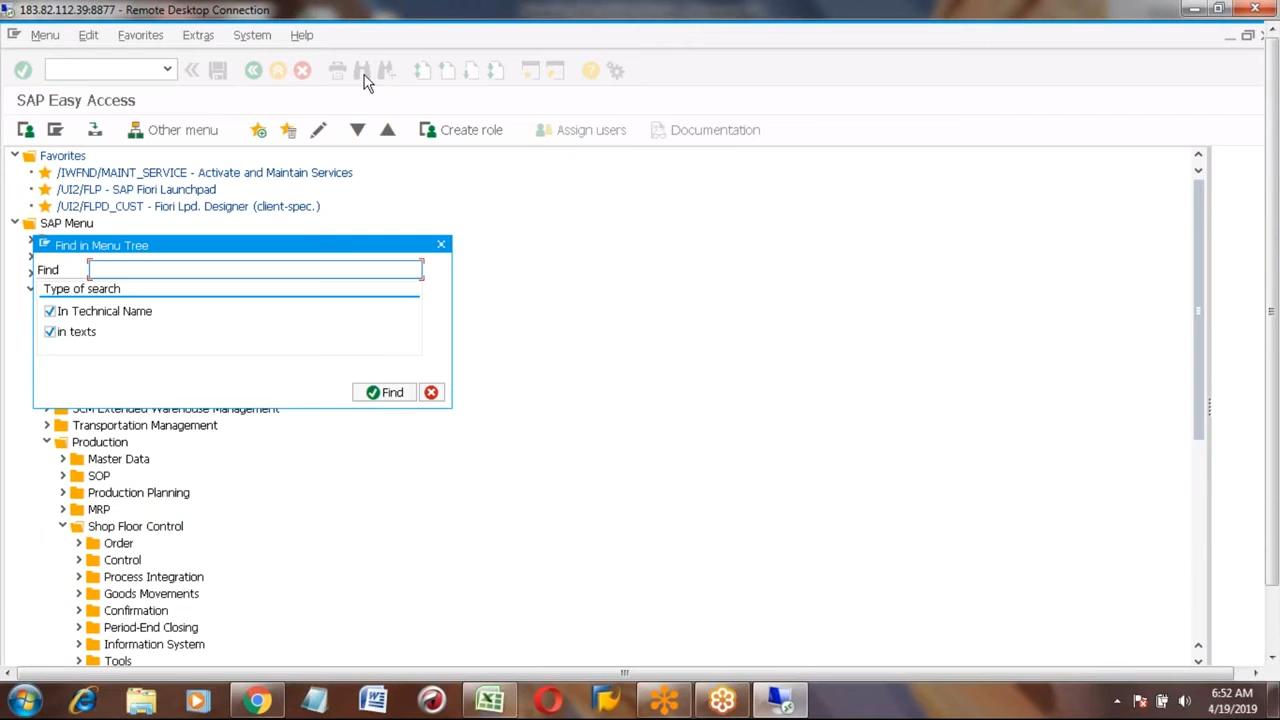 183.82.112.39:8877 - Remote Desktop Connection
Menu Edit Favorites Extras System Help
SAP Easy Access
Other menu Create role Assign users Documentation
Favorites
/IWFND/MAINT_SERVICE - Activate and Maintain Services
/UI2/FLP - SAP Fiori Launchpad
/UI2/FLPD_CUST - Fiori Lpd. Designer (client-spec.)
SAP Menu
Find in Menu Tree
Find
Type of search
In Technical Name
in texts
Find
SCM Extended Warehouse Management
Transportation Management
Production
Master Data
SOP
Production Planning
MRP
Shop Floor Control
Order
Control
Process Integration
Goods Movements
Confirmation
Period-End Closing
Information System
Tools
6:52 AM
4/19/2019